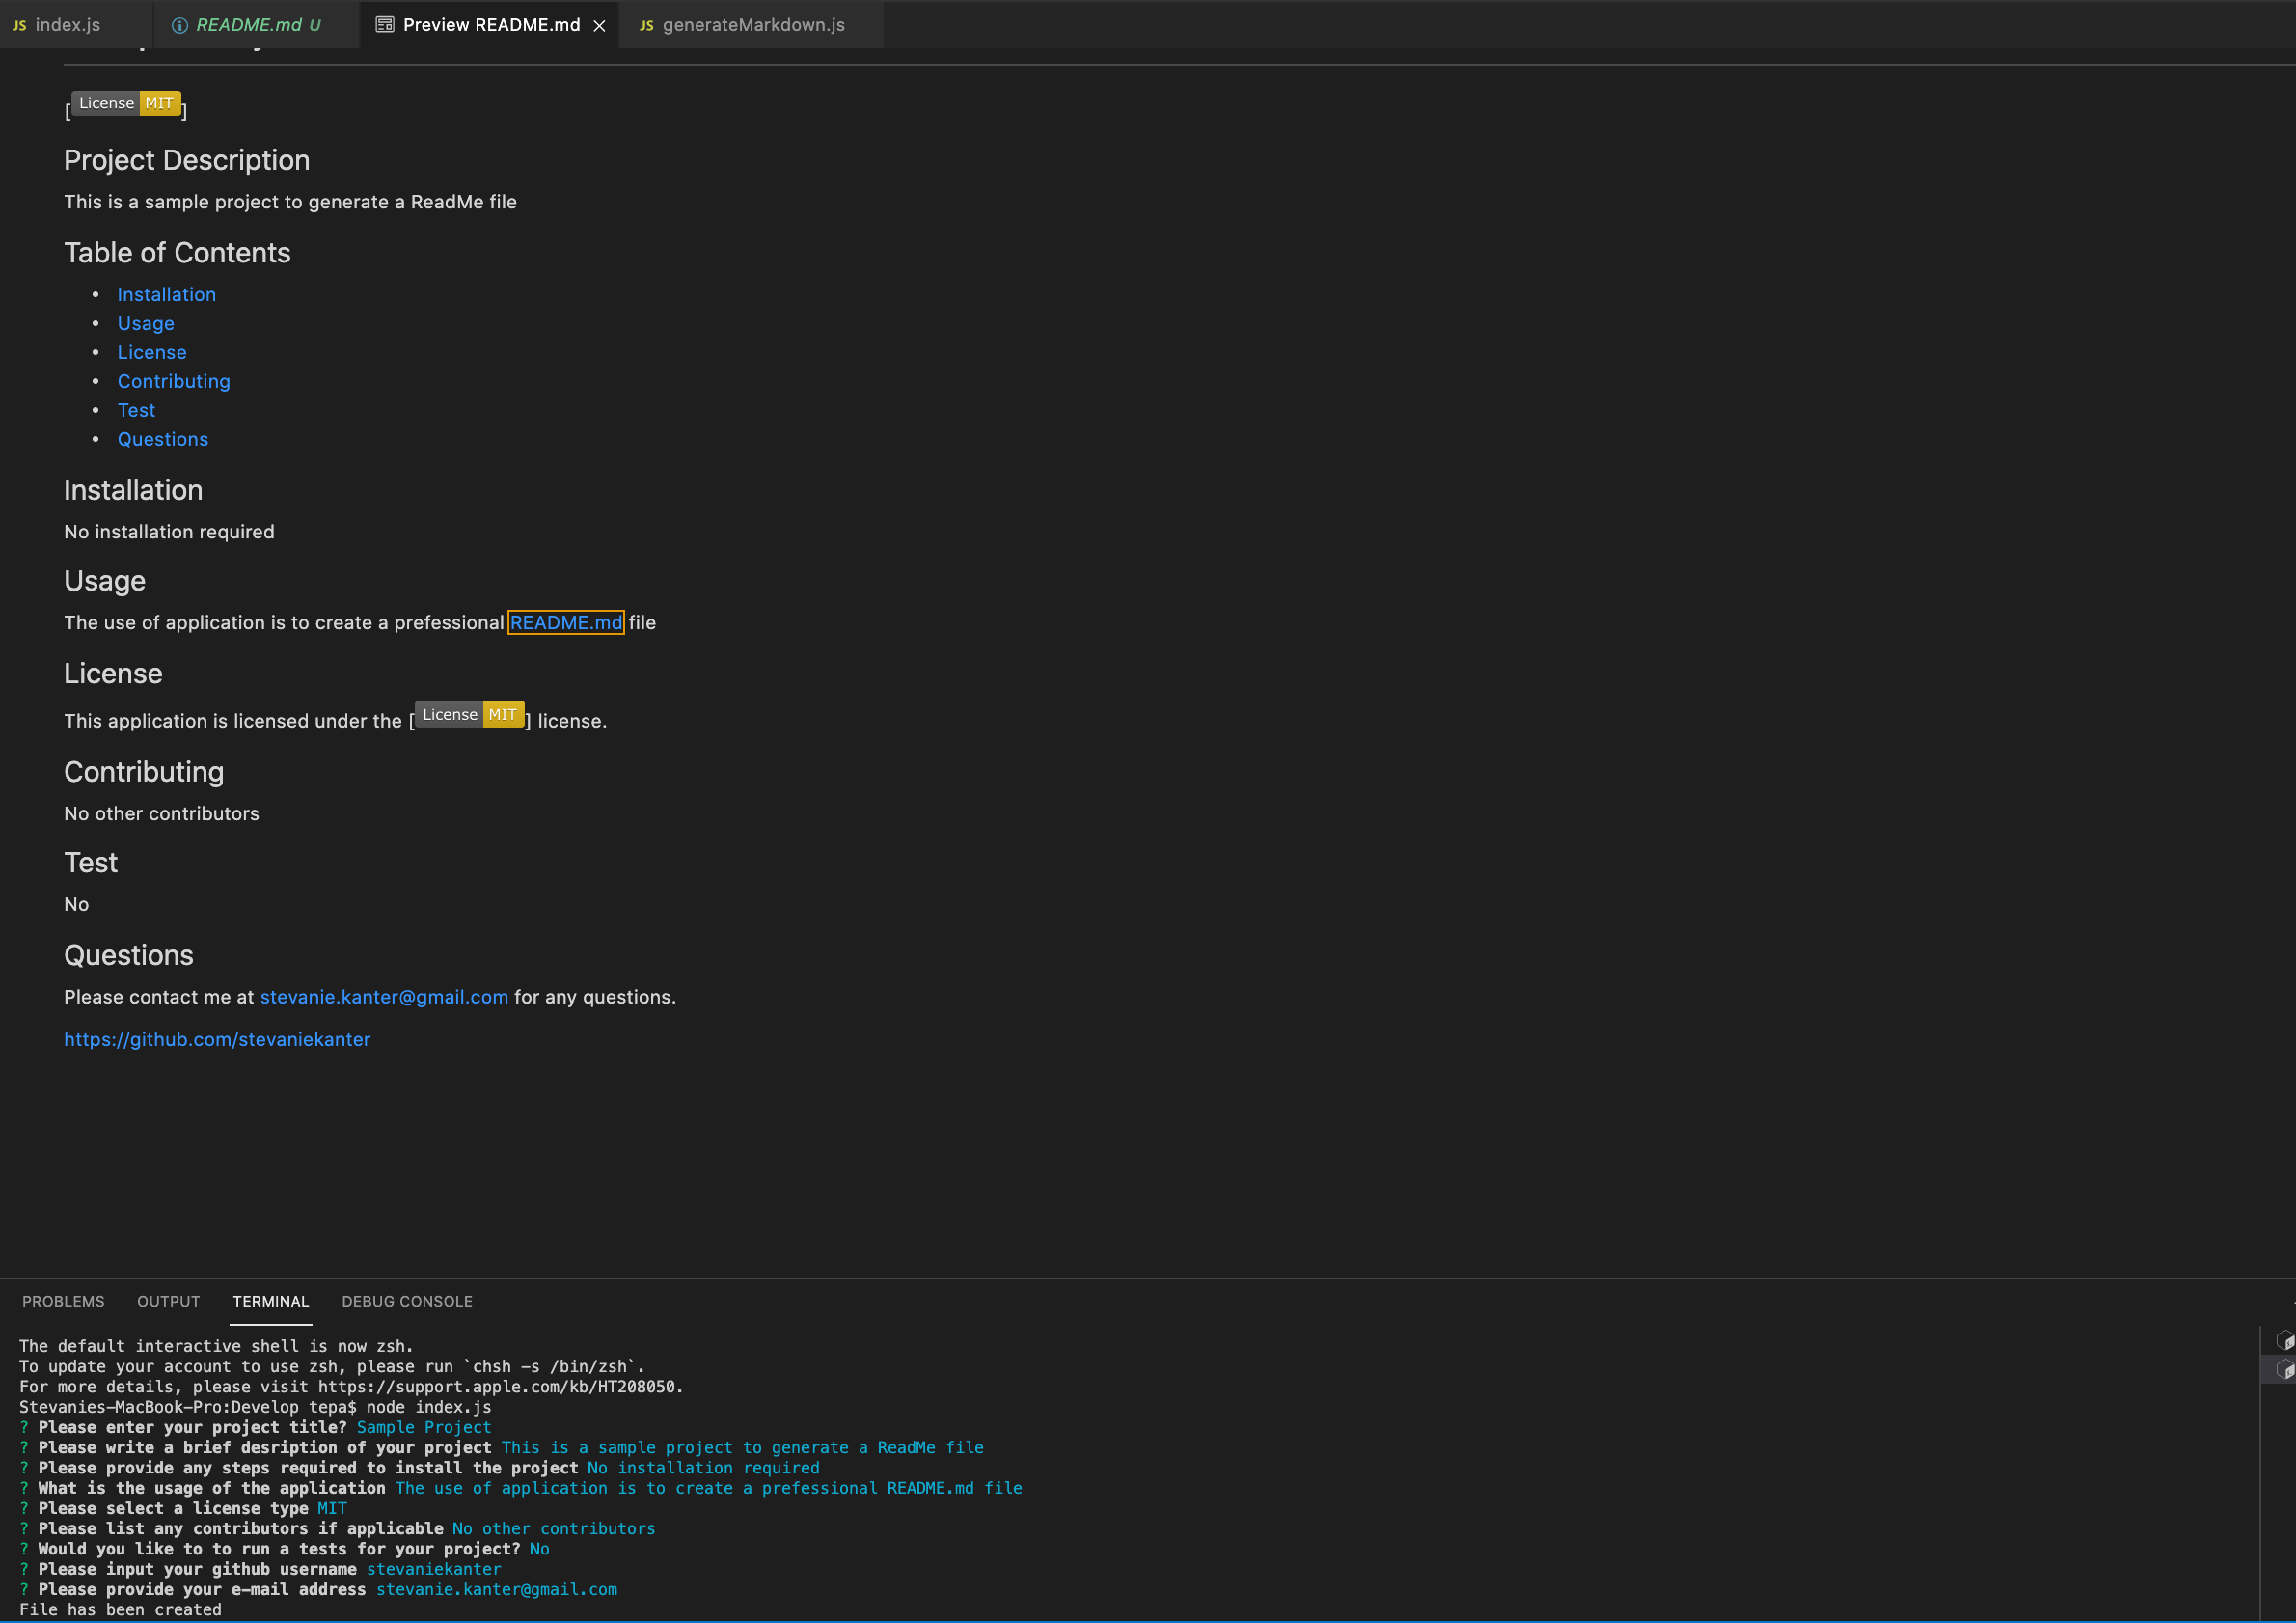 JS index.js README.md U Preview README.md JS generateMarkdown.js
[License MIT]
Project Description
This is a sample project to generate a ReadMe file
Table of Contents
• Installation
• Usage
• License
• Contributing
• Test
• Questions
Installation
No installation required
Usage
The use of application is to create a prefessional README.md file
License
This application is licensed under the [License MIT] license.
Contributing
No other contributors
Test
No
Questions
Please contact me at stevanie.kanter@gmail.com for any questions.
https://github.com/stevaniekanter
PROBLEMS OUTPUT TERMINAL DEBUG CONSOLE
The default interactive shell is now zsh.
To update your account to use zsh, please run `chsh -s /bin/zsh`.
For more details, please visit https://support.apple.com/kb/HT208050.
Stevanies-MacBook-Pro:Develop tepa$ node index.js
? Please enter your project title? Sample Project
? Please write a brief desription of your project This is a sample project to generate a ReadMe file
? Please provide any steps required to install the project No installation required
? What is the usage of the application The use of application is to create a prefessional README.md file
? Please select a license type MIT
? Please list any contributors if applicable No other contributors
? Would you like to to run a tests for your project? No
? Please input your github username stevaniekanter
? Please provide your e-mail address stevanie.kanter@gmail.com
File has been created